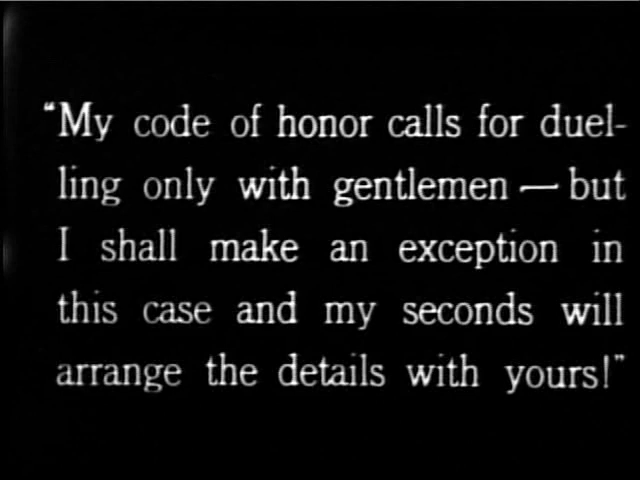 “My code of honor calls for duel-
ling only with gentlemen — but
I shall make an exception in
this case and my seconds will
arrange the details with yours!”